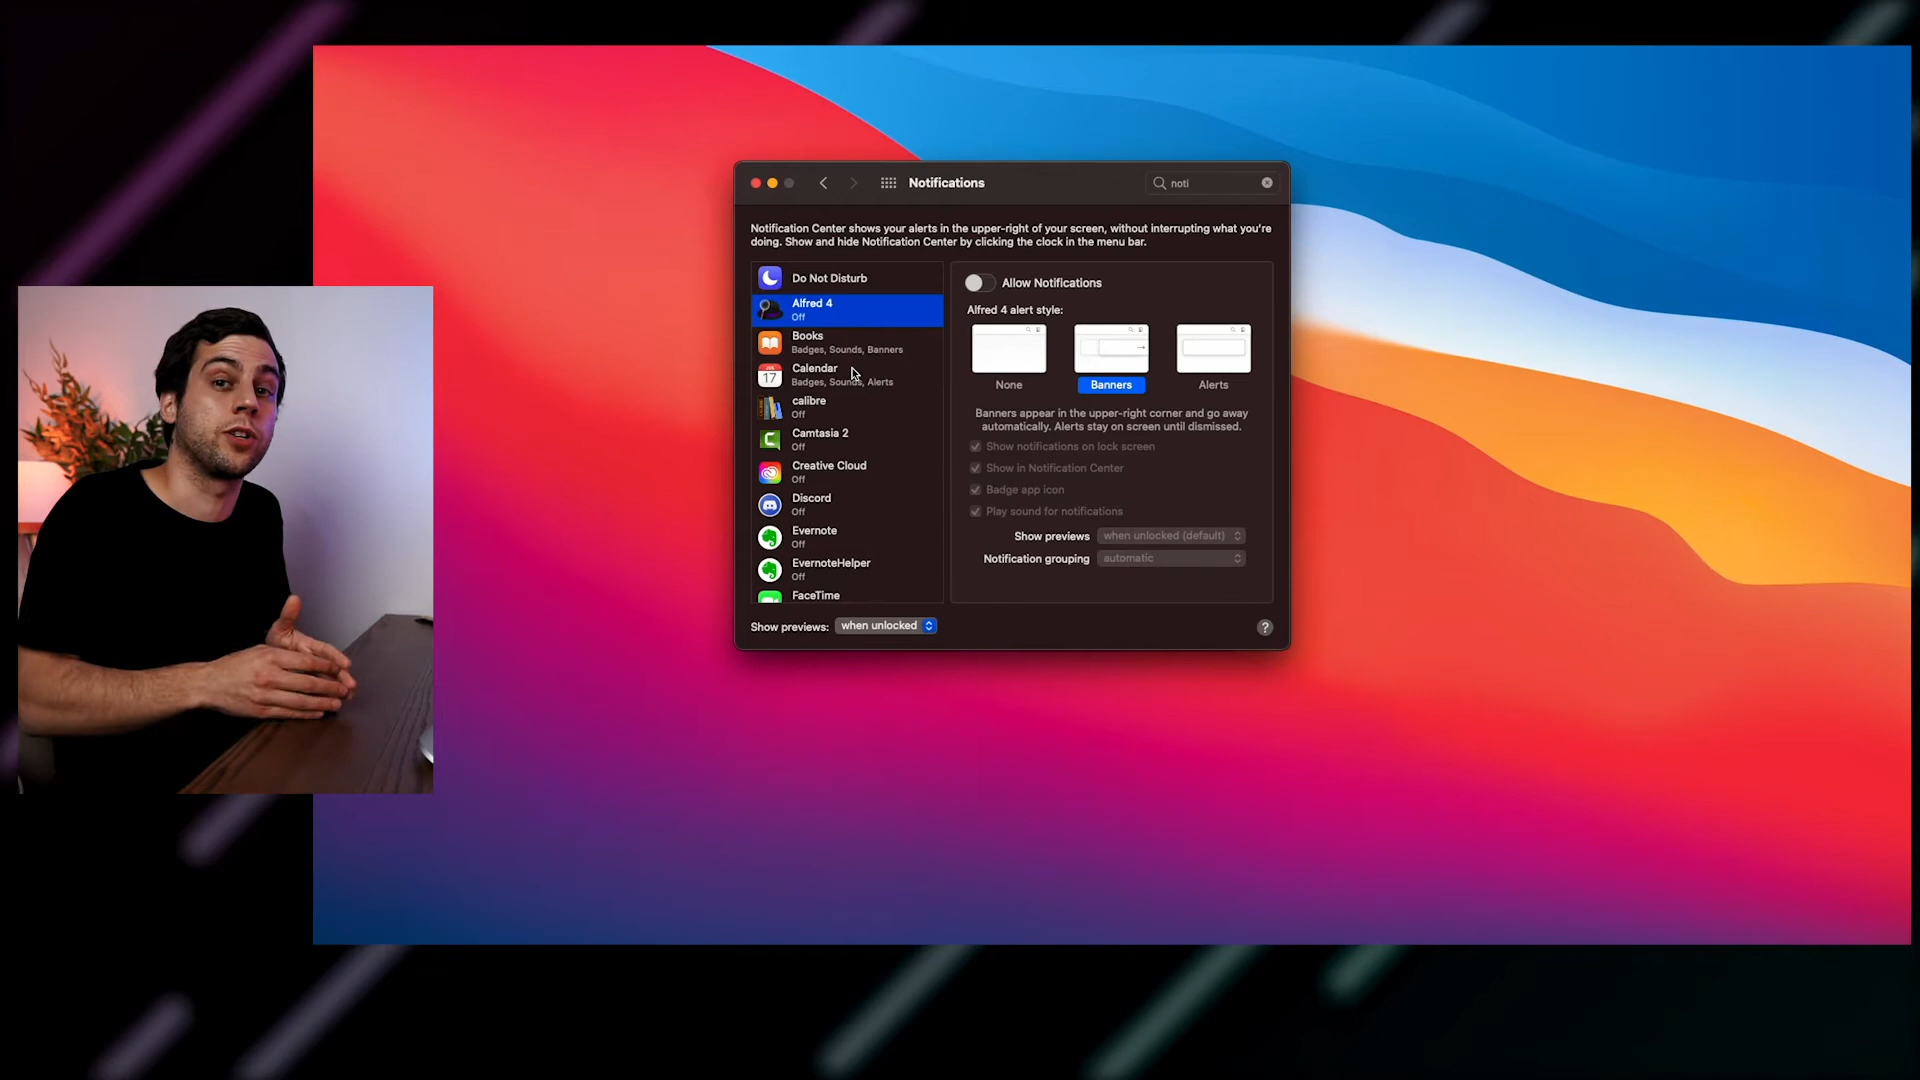 Notifications
noti
Notification Center shows your alerts in the upper-right of your screen, without interrupting what you're
doing. Show and hide Notification Center by clicking the clock in the menu bar.
Do Not Disturb
Alfred 4
Off
Books
Badges, Sounds, Banners
17
Calendar
Badges, Sounds, Alerts
calibre
Off
Camtasia 2
Off
Creative Cloud
Off
Discord
Off
Evernote
Off
EvernoteHelper
Off
FaceTime
Allow Notifications
Alfred 4 alert style:
None
Banners
Alerts
Banners appear in the upper-right corner and go away
automatically. Alerts stay on screen until dismissed.
Show notifications on lock screen
Show in Notification Center
Badge app icon
Play sound for notifications
Show previews when unlocked (default)
Notification grouping automatic
Show previews: when unlocked
?